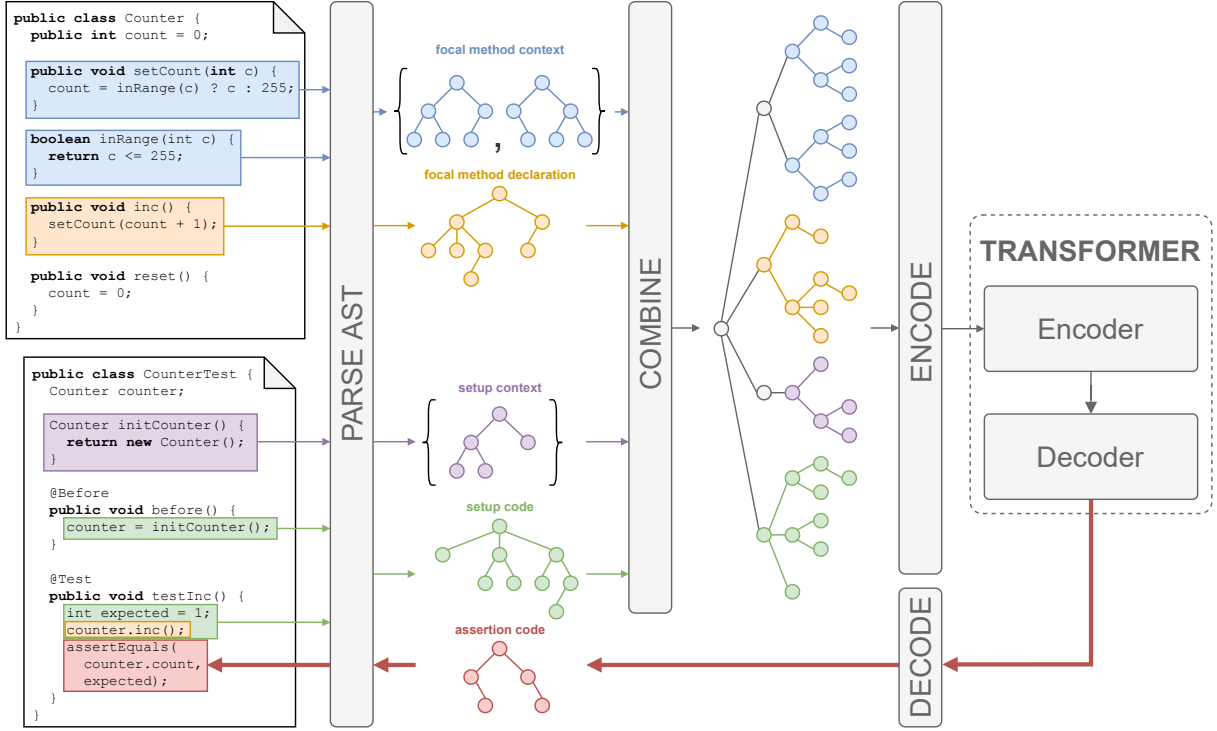 public class Counter {
public int count = 0;
public void setCount(int c) {
count = inRange(c) ? c : 255;
}
boolean inRange(int c) {
return c <= 255;
}
public void inc() {
setCount(count + 1);
}
public void reset() {
count = 0;
}
}
public class CounterTest {
Counter counter;
Counter initCounter() {
return new Counter();
}
@Before
public void before() {
counter = initCounter();
}
@Test
public void testInc() {
int expected = 1;
counter.inc();
assertEquals(
counter.count,
expected);
}
}
PARSE AST
focal method context
{ , }
focal method declaration
setup context
{ }
setup code
assertion code
COMBINE
ENCODE
DECODE
TRANSFORMER
Encoder
Decoder